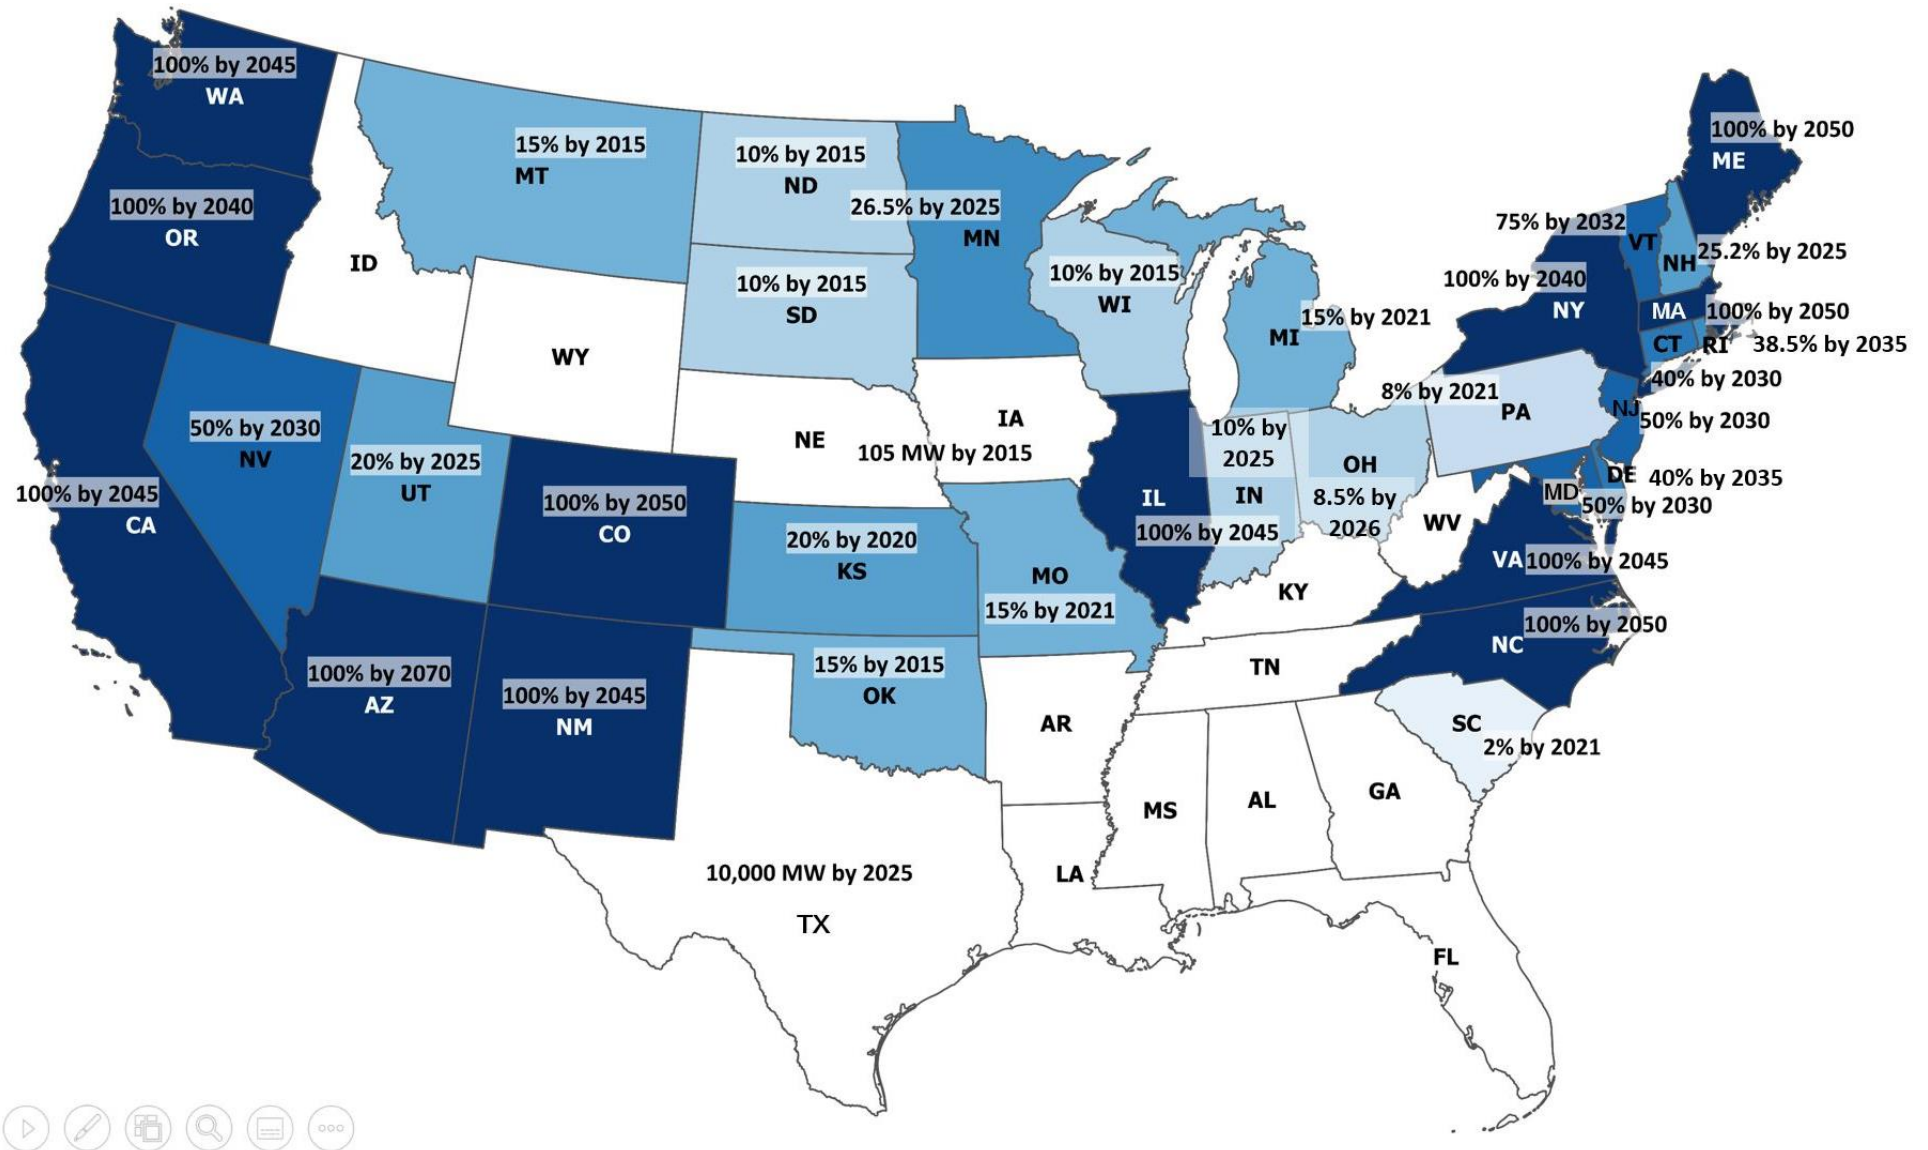 100% by 2045
WA
100% by 2040
OR
100% by 2045
CA
ID
50% by 2030
NV
15% by 2015
MT
WY
20% by 2025
UT
100% by 2050
CO
100% by 2070
AZ
100% by 2045
NM
10% by 2015
ND
10% by 2015
SD
NE
20% by 2020
KS
15% by 2015
OK
10,000 MW by 2025
TX
26.5% by 2025
MN
IA
105 MW by 2015
MO
15% by 2021
AR
LA
10% by 2015
WI
IL
100% by 2045
MI
15% by 2021
10% by
2025
IN
OH
8.5% by
2026
KY
TN
MS
AL
GA
FL
SC
2% by 2021
100% by 2050
NC
VA
100% by 2045
WV
8% by 2021
PA
100% by 2040
NY
75% by 2032
VT
NH
25.2% by 2025
100% by 2050
ME
MA
100% by 2050
CT
RI
38.5% by 2035
40% by 2030
NJ
50% by 2030
DE
40% by 2035
MD
50% by 2030